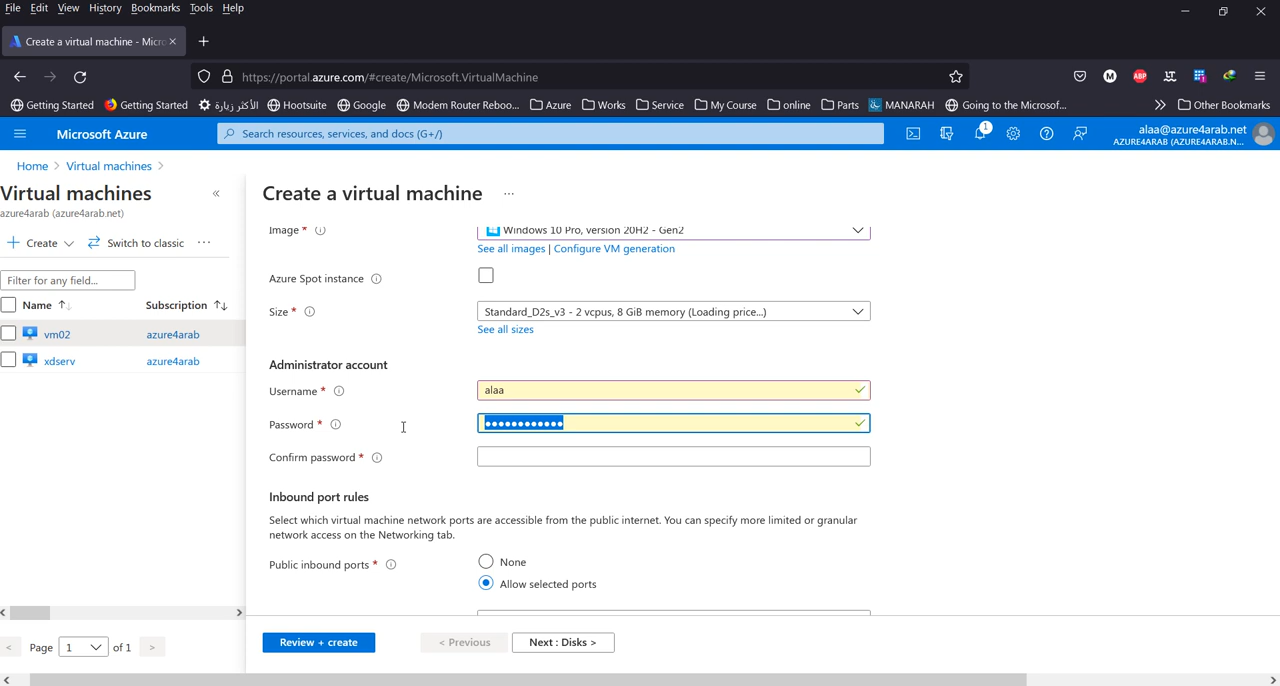 File Edit View History Bookmarks Tools Help
Create a virtual machine - Micro
https://portal.azure.com/#create/Microsoft.VirtualMachine
Getting Started Getting Started الأكثر زيارة Hootsuite Google Modem Router Reboo... Azure Works Service My Course online Parts MANARAH Going to the Microsof... Other Bookmarks
Microsoft Azure Search resources, services, and docs (G+/) 1 alaa@azure4arab.net
AZURE4ARAB (AZURE4ARAB.N...
Home > Virtual machines >
Virtual machines «
azure4arab (azure4arab.net)
+ Create Switch to classic ...
Filter for any field...
Name ↑↓ Subscription ↑↓
vm02 azure4arab
xdserv azure4arab
< Page 1 of 1 >
Create a virtual machine ...
Image * Windows 10 Pro, version 20H2 - Gen2
See all images | Configure VM generation
Azure Spot instance
Size * Standard_D2s_v3 - 2 vcpus, 8 GiB memory (Loading price...)
See all sizes
Administrator account
Username * alaa
Password * ●●●●●●●●●●●●
Confirm password *
Inbound port rules
Select which virtual machine network ports are accessible from the public internet. You can specify more limited or granular
network access on the Networking tab.
Public inbound ports * None
Allow selected ports
Review + create < Previous Next : Disks >